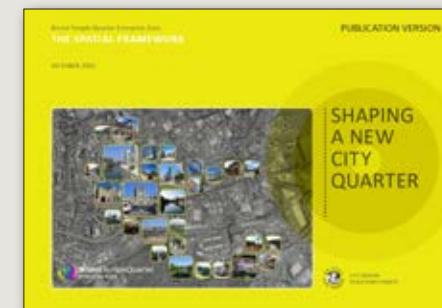 Bristol Temple Quarter Enterprise Zone
THE SPATIAL FRAMEWORK
PUBLICATION VERSION
OCTOBER 2016
SHAPING
A NEW
CITY
QUARTER